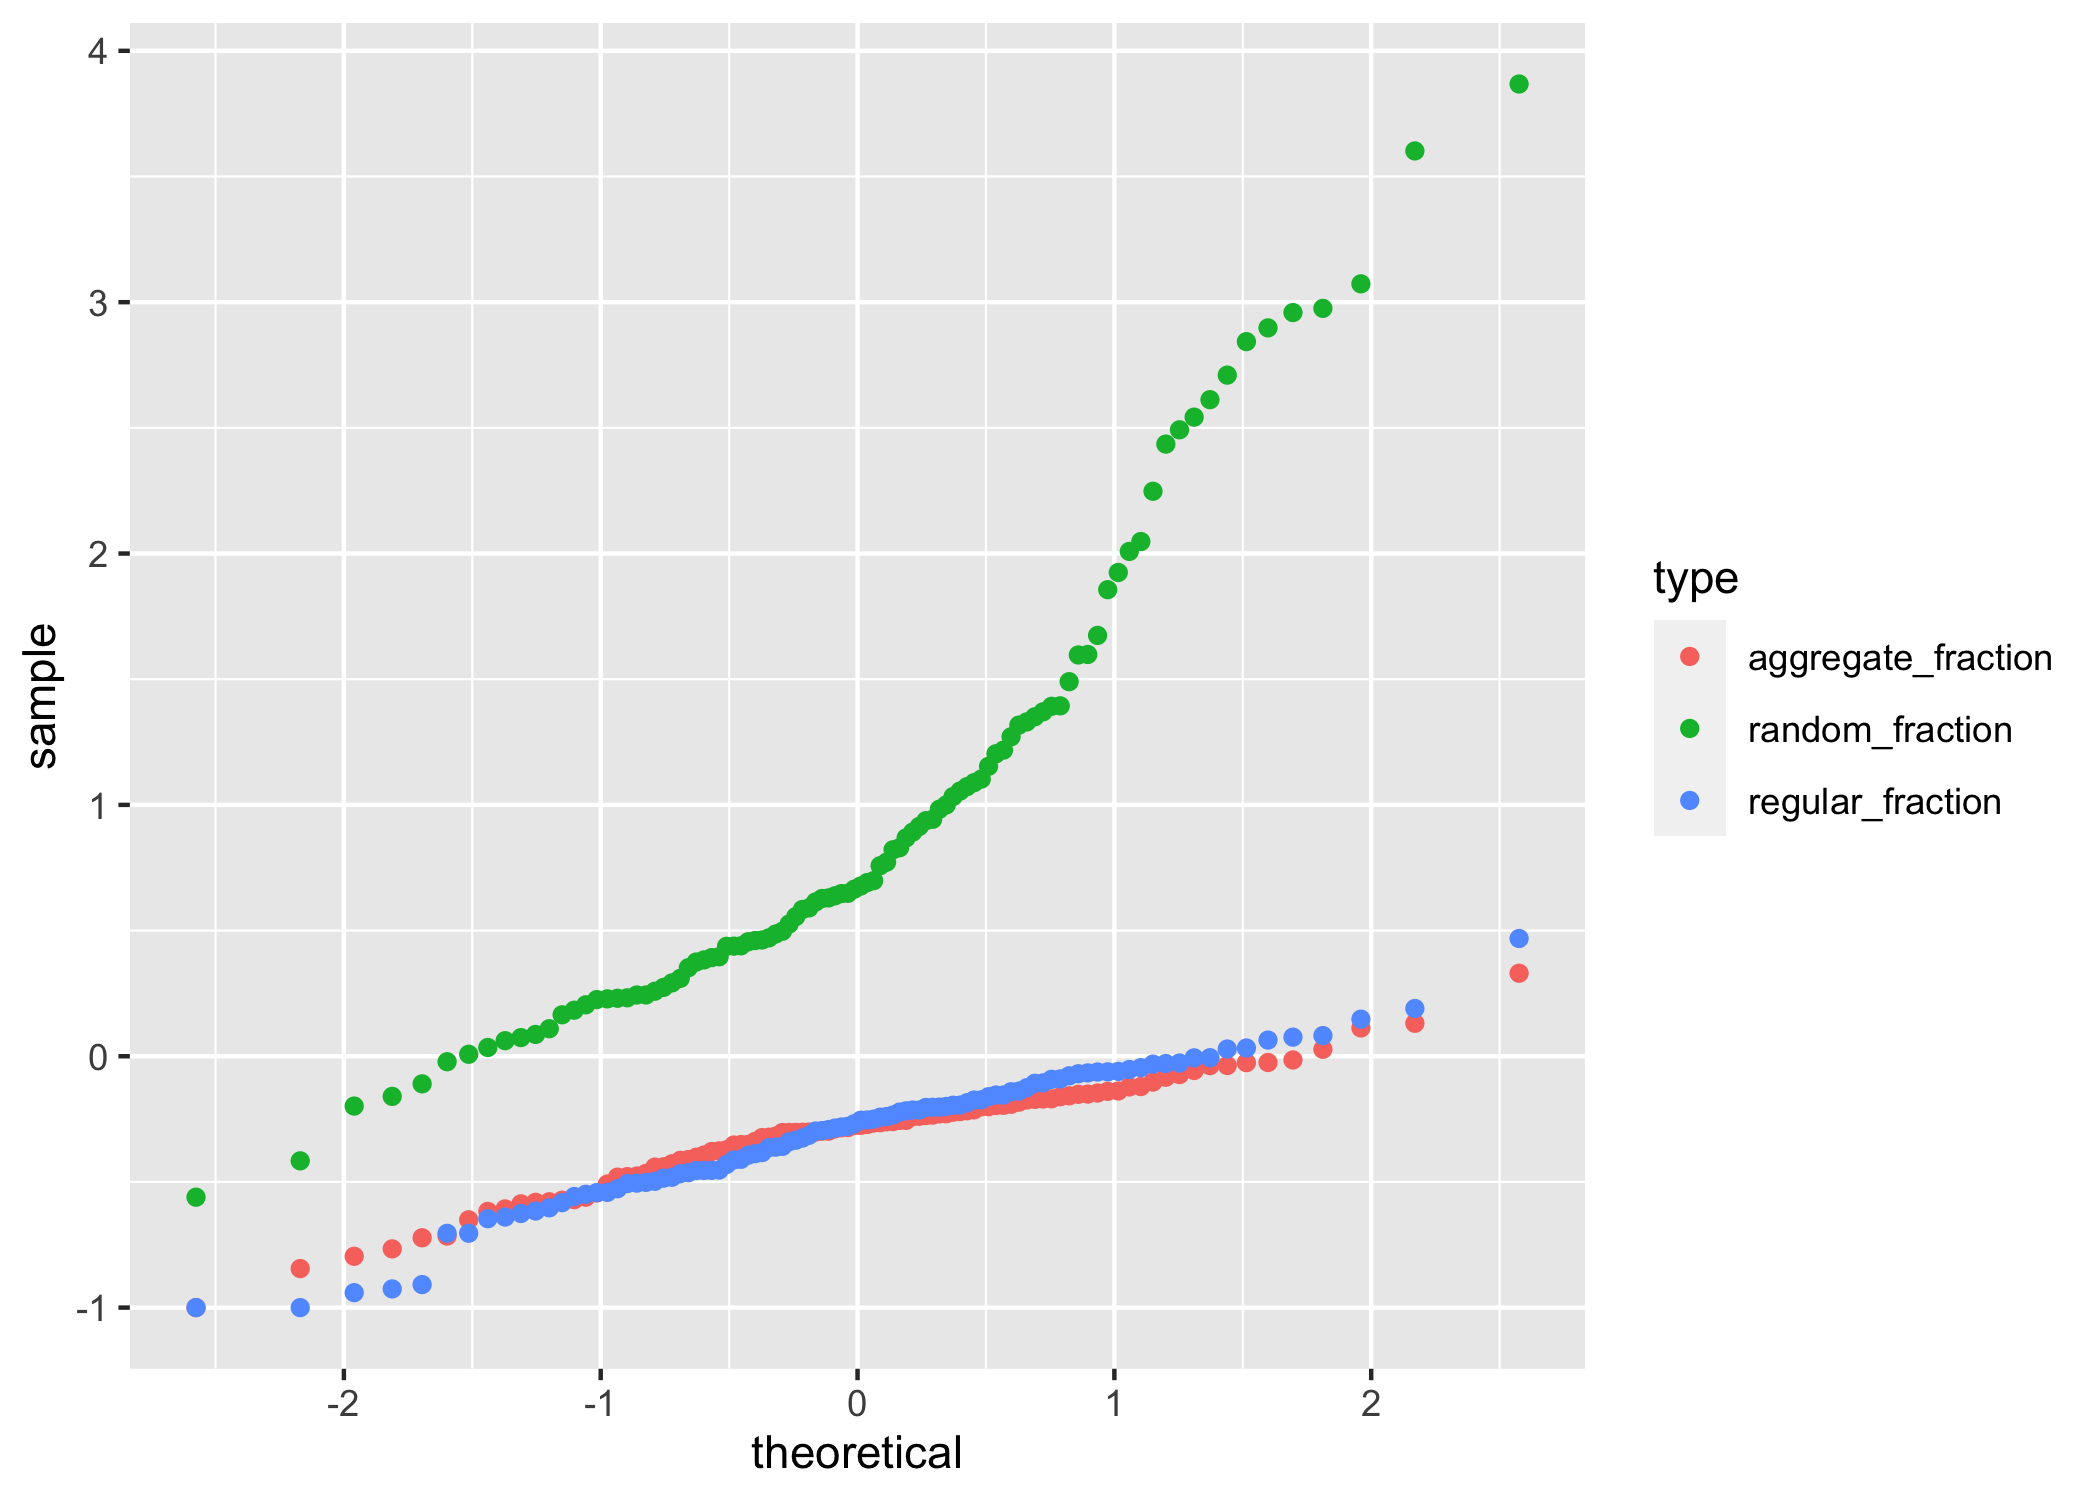 4
3
2
1
0
-1
sample
-2 -1 0 1 2
theoretical
type
aggregate_fraction
random_fraction
regular_fraction